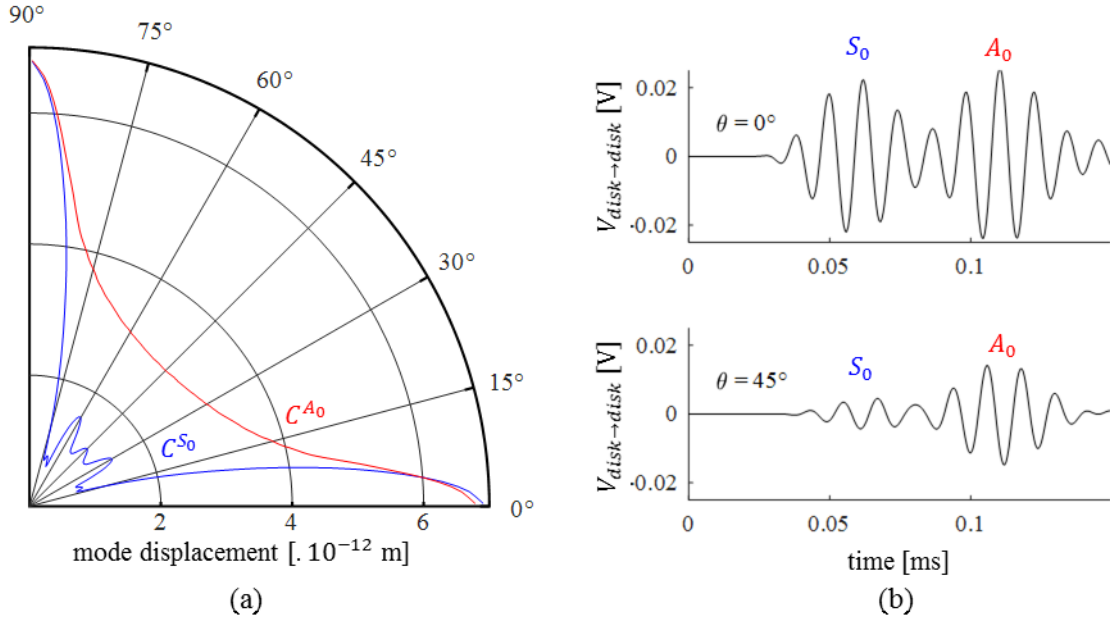 90°
75°
60°
45°
30°
15°
0°
C^{A_0}
C^{S_0}
2 4 6
mode displacement [. 10^{−12} m]
(a)
S_0 A_0
V_{disk→disk} [V]
0.02
0
-0.02
θ = 0°
0 0.05 0.1
S_0 A_0
V_{disk→disk} [V]
0.02
0
-0.02
θ = 45°
0 0.05 0.1
time [ms]
(b)